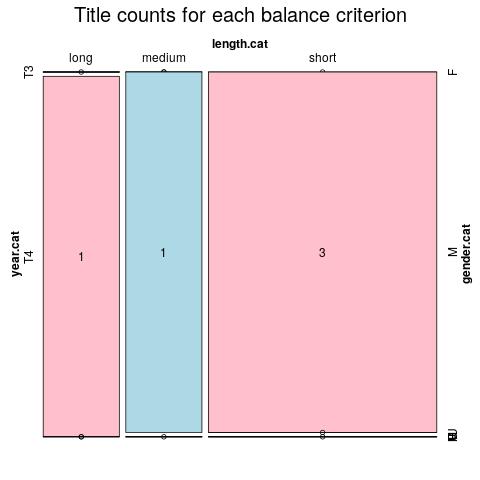 Title counts for each balance criterion
length.cat
long medium short
T3
F
year.cat
T4
1
1
3
M
gender.cat